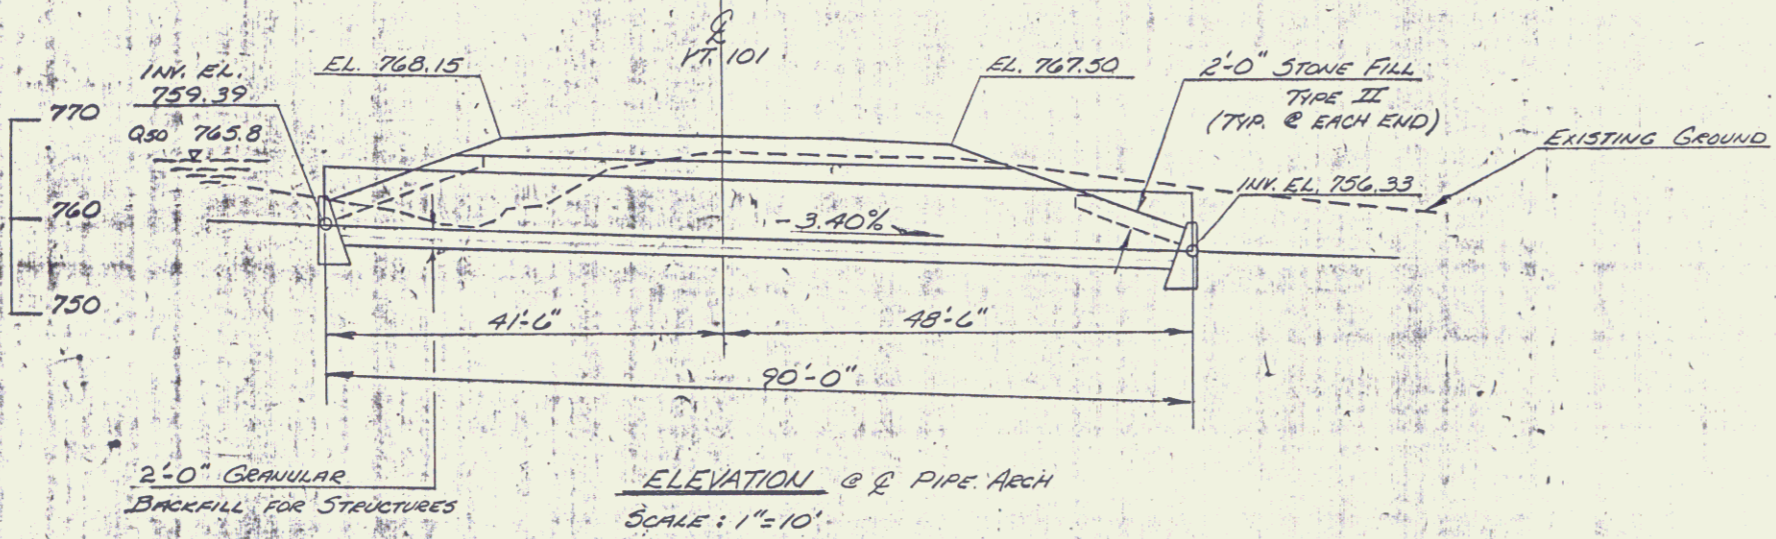 ℄
VT. 101
INV. EL.
759.39
EL. 768.15
EL. 767.50
2'-0" STONE FILL
TYPE II
(TYP. @ EACH END)
770
Q50 765.8
EXISTING GROUND
INV. EL. 756.33
760
3.40%
750
41'-6"
48'-6"
90'-0"
2'-0" GRANULAR
BACKFILL FOR STRUCTURES
ELEVATION @ ℄ PIPE ARCH
SCALE : 1"=10'